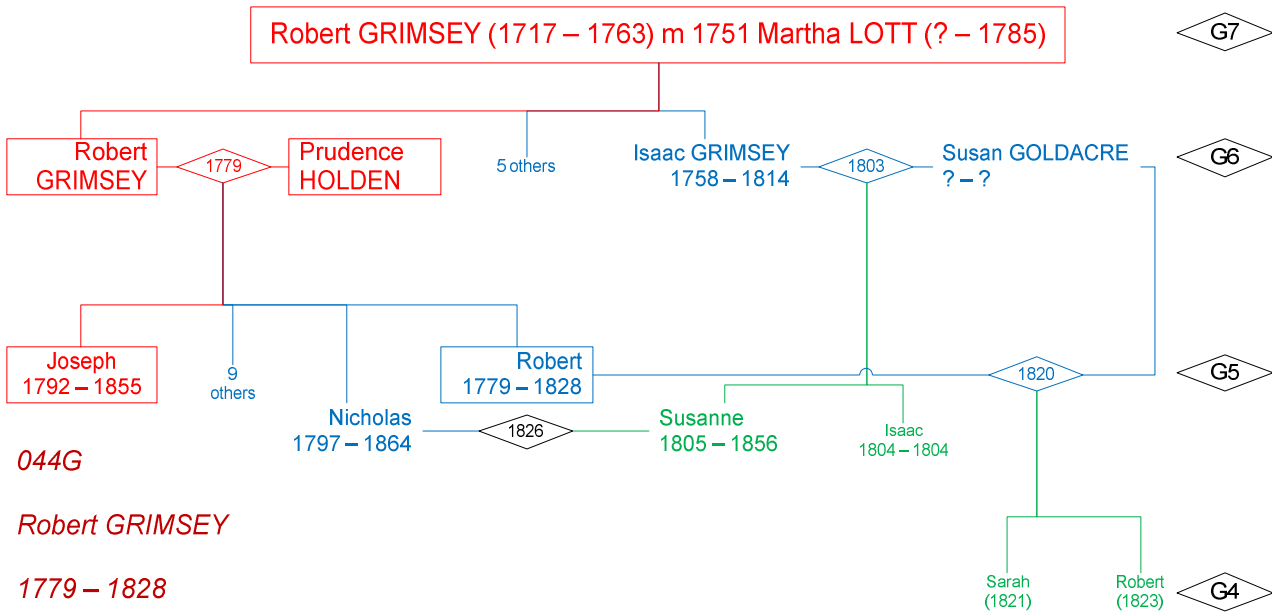 Robert GRIMSEY (1717 – 1763) m 1751 Martha LOTT (? – 1785)
G7
Robert
GRIMSEY
1779
Prudence
HOLDEN
5 others
Isaac GRIMSEY
1758 – 1814
1803
Susan GOLDACRE
? – ?
G6
Joseph
1792 – 1855
9
others
Robert
1779 – 1828
1820
G5
Nicholas
1797 – 1864
1826
Susanne
1805 – 1856
Isaac
1804 – 1804
044G
Robert GRIMSEY
1779 – 1828
Sarah
(1821)
Robert
(1823)
G4